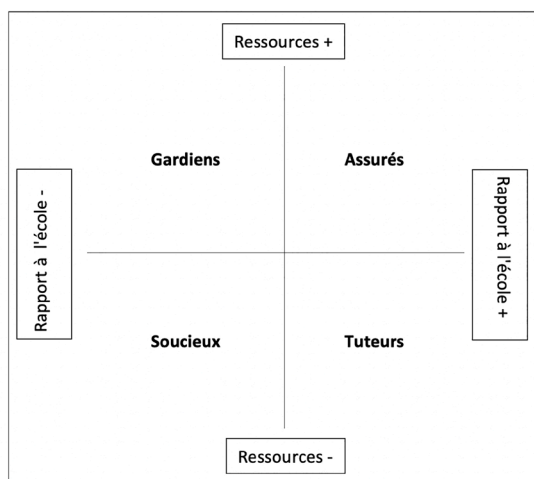 Ressources +
Gardiens
Assurés
Rapport à l'école -
Rapport à l'école +
Soucieux
Tuteurs
Ressources -